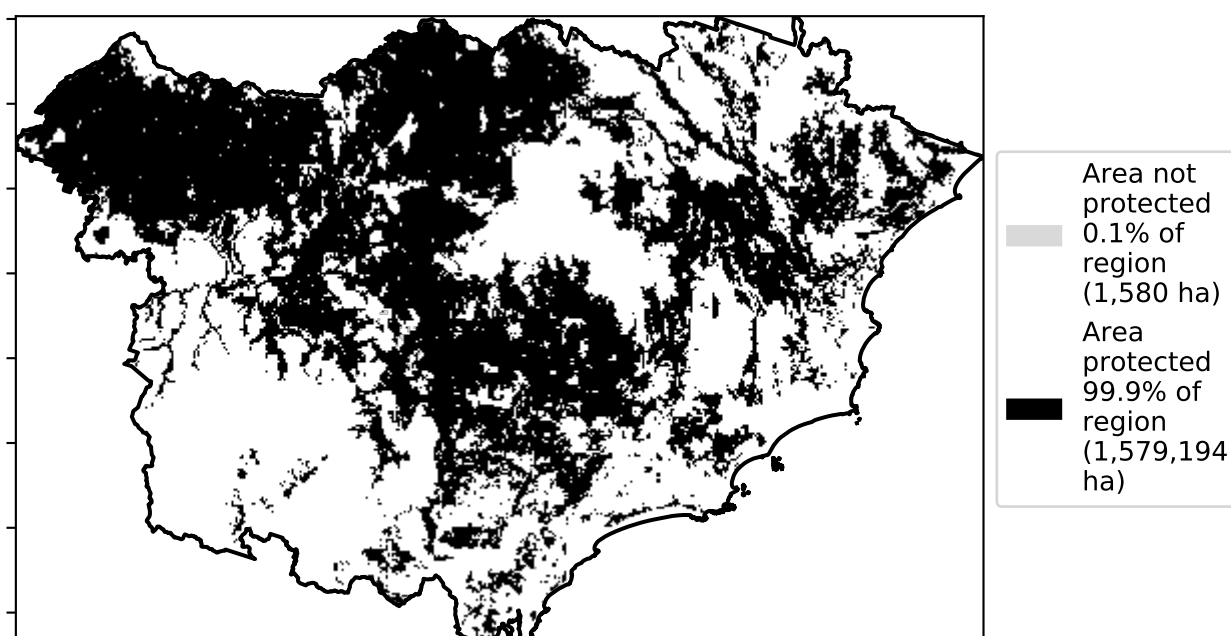 Area not
protected
0.1% of
region
(1,580 ha)
Area
protected
99.9% of
region
(1,579,194
ha)